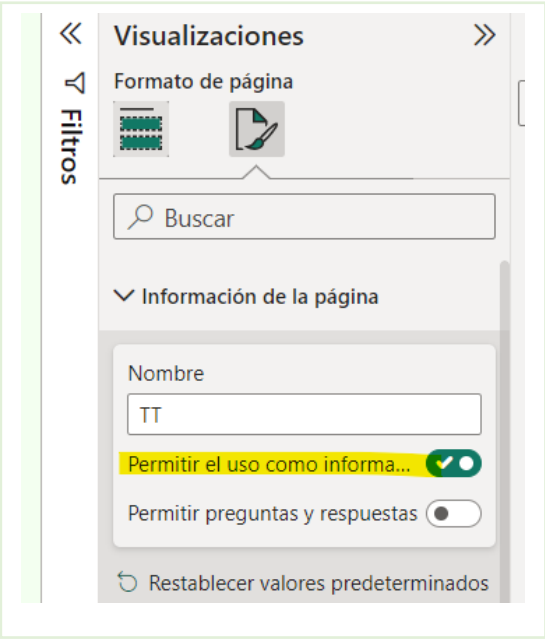 Visualizaciones
Filtros
Formato de página
Buscar
Información de la página
Nombre
TT
Permitir el uso como informa...
Permitir preguntas y respuestas
Restablecer valores predeterminados